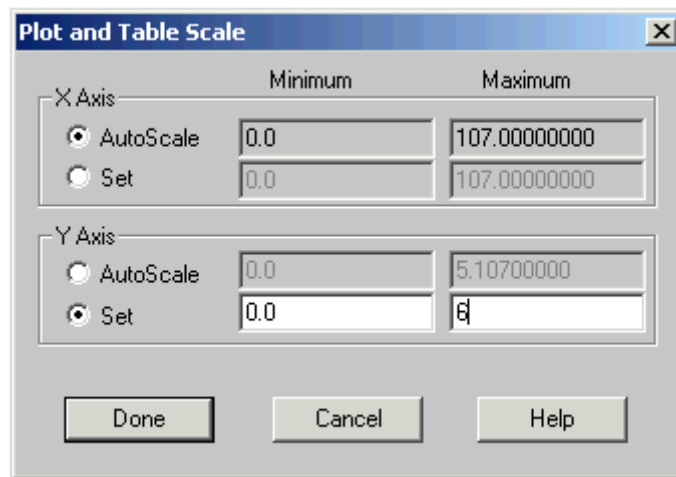 Plot and Table Scale
Minimum Maximum
X Axis
AutoScale 0.0 107.00000000
Set 0.0 107.00000000
Y Axis
AutoScale 0.0 5.10700000
Set 0.0 6
Done Cancel Help